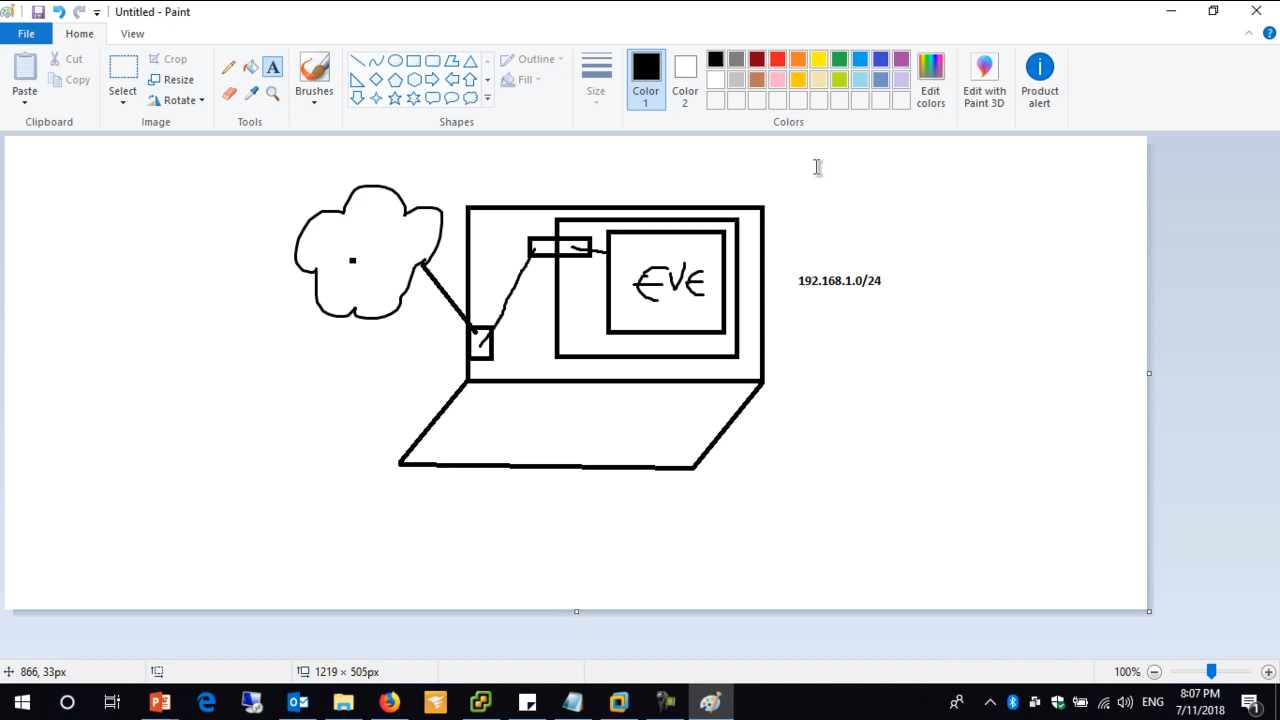 Untitled - Paint
File
Home
View
Paste
Cut
Copy
Clipboard
Select
Crop
Resize
Rotate
Image
A
Tools
Brushes
Outline
Fill
Shapes
Size
Color 1
Color 2
Edit colors
Colors
Edit with Paint 3D
Product alert
EVE
192.168.1.0/24
866, 33px
1219 × 505px
100%
ENG
8:07 PM
7/11/2018